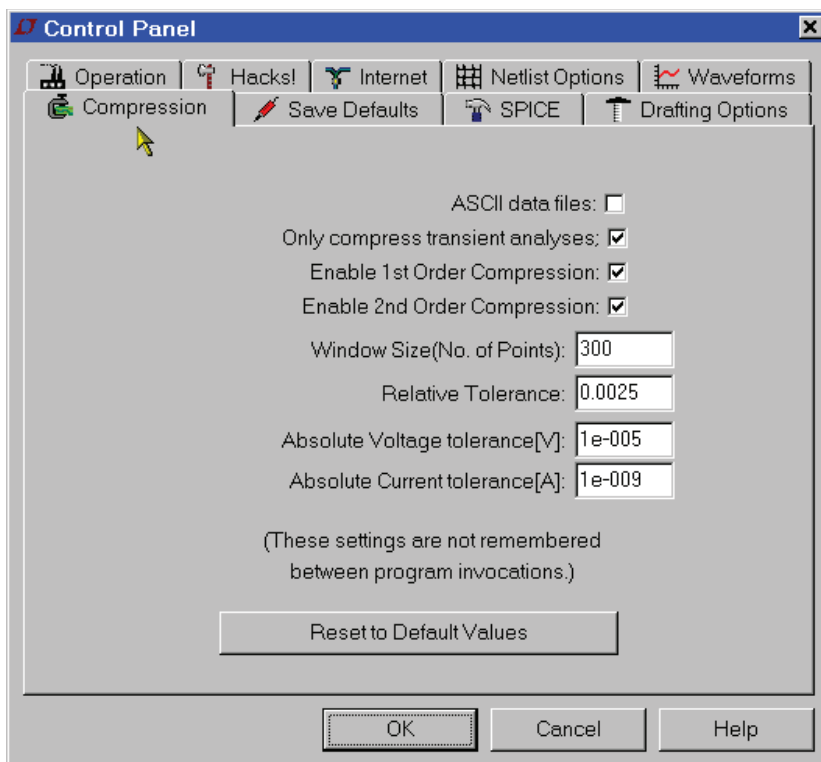 Control Panel
Operation Hacks! Internet Netlist Options Waveforms
Compression Save Defaults SPICE Drafting Options
ASCII data files:
Only compress transient analyses;
Enable 1st Order Compression:
Enable 2nd Order Compression:
Window Size(No. of Points): 300
Relative Tolerance: 0.0025
Absolute Voltage tolerance[V]: 1e-005
Absolute Current tolerance[A]: 1e-009
(These settings are not remembered
between program invocations.)
Reset to Default Values
OK Cancel Help